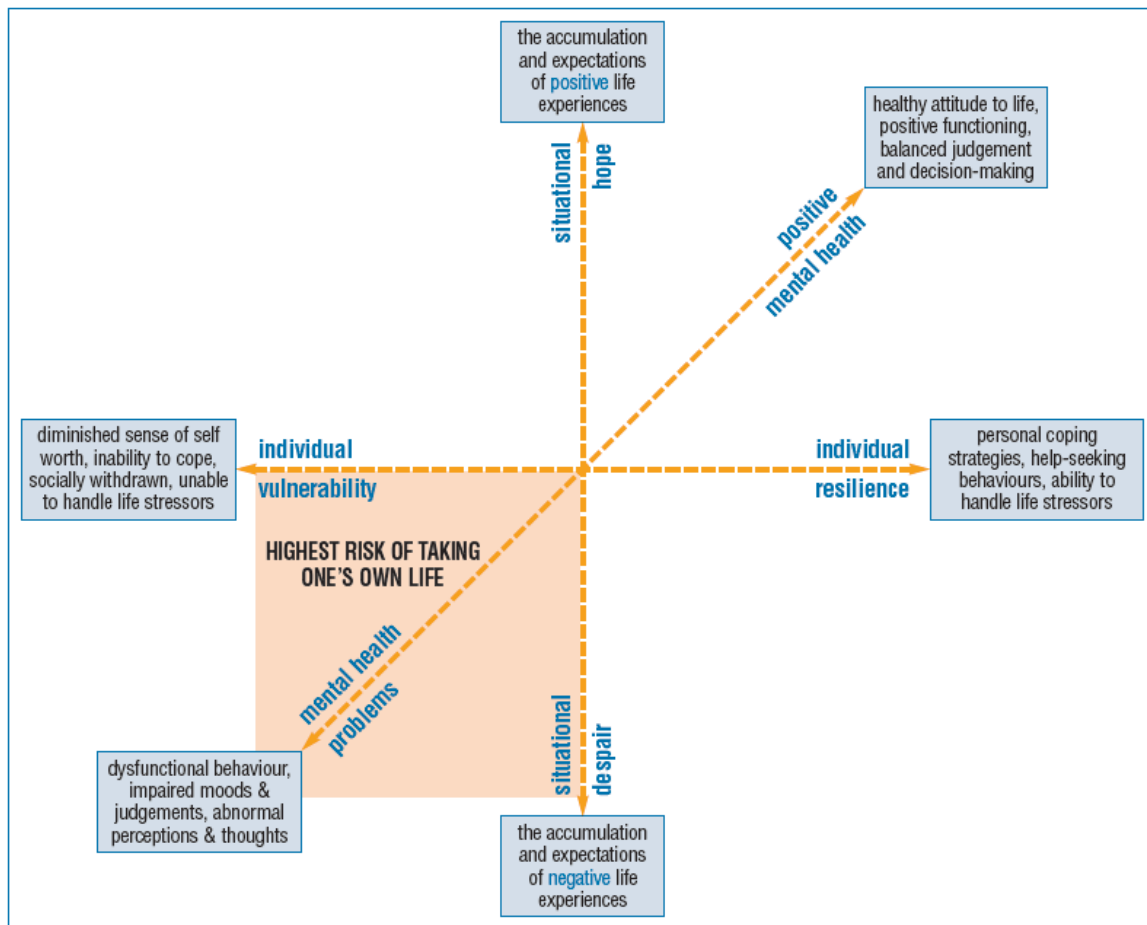 the accumulation
and expectations
of positive life
experiences
healthy attitude to life,
positive functioning,
balanced judgement
and decision-making
situational
hope
positive
mental health
diminished sense of self
worth, inability to cope,
socially withdrawn, unable
to handle life stressors
individual
vulnerability
individual
resilience
personal coping
strategies, help-seeking
behaviours, ability to
handle life stressors
HIGHEST RISK OF TAKING
ONE'S OWN LIFE
mental health
problems
situational
despair
dysfunctional behaviour,
impaired moods &
judgements, abnormal
perceptions & thoughts
the accumulation
and expectations
of negative life
experiences